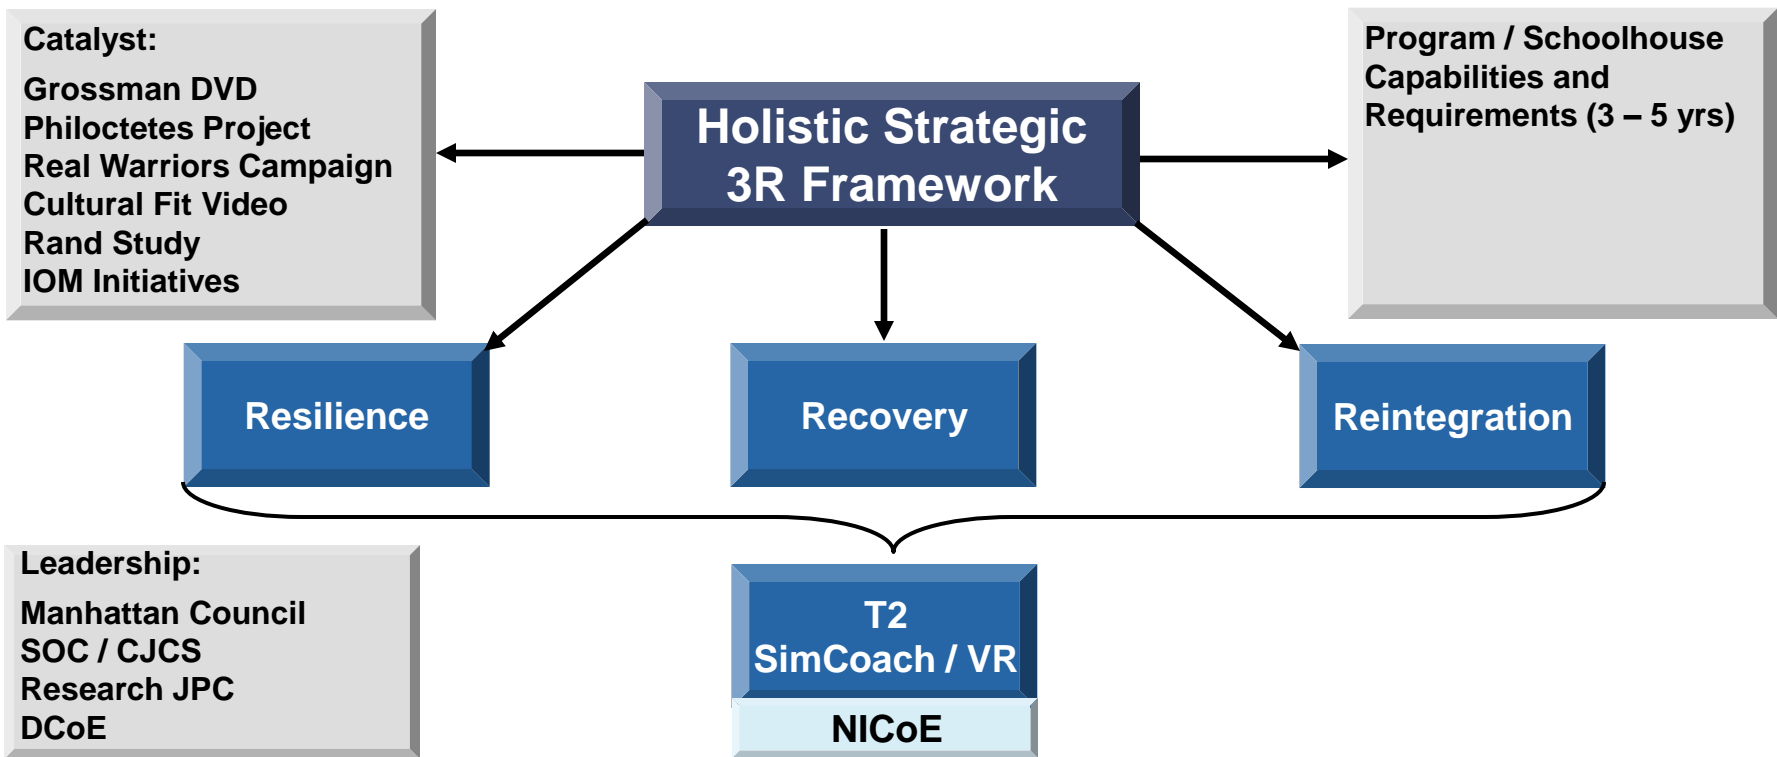 Catalyst:
Grossman DVD
Philoctetes Project
Real Warriors Campaign
Cultural Fit Video
Rand Study
IOM Initiatives
Holistic Strategic
3R Framework
Program / Schoolhouse
Capabilities and
Requirements (3 – 5 yrs)
Resilience
Recovery
Reintegration
Leadership:
Manhattan Council
SOC / CJCS
Research JPC
DCoE
T2
SimCoach / VR
NICoE